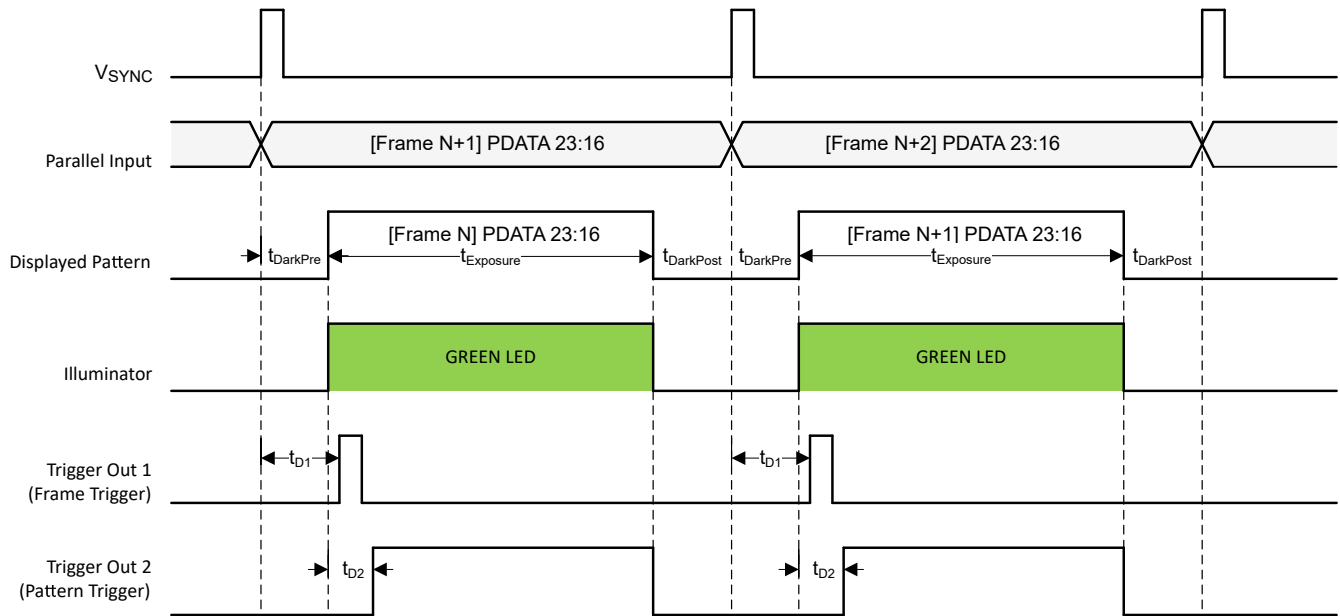 VSYNC
Parallel Input
[Frame N+1] PDATA 23:16
[Frame N+2] PDATA 23:16
Displayed Pattern
tDarkPre
[Frame N] PDATA 23:16
tExposure
tDarkPost
tDarkPre
[Frame N+1] PDATA 23:16
tExposure
tDarkPost
Illuminator
GREEN LED
GREEN LED
Trigger Out 1
(Frame Trigger)
tD1
tD1
Trigger Out 2
(Pattern Trigger)
tD2
tD2